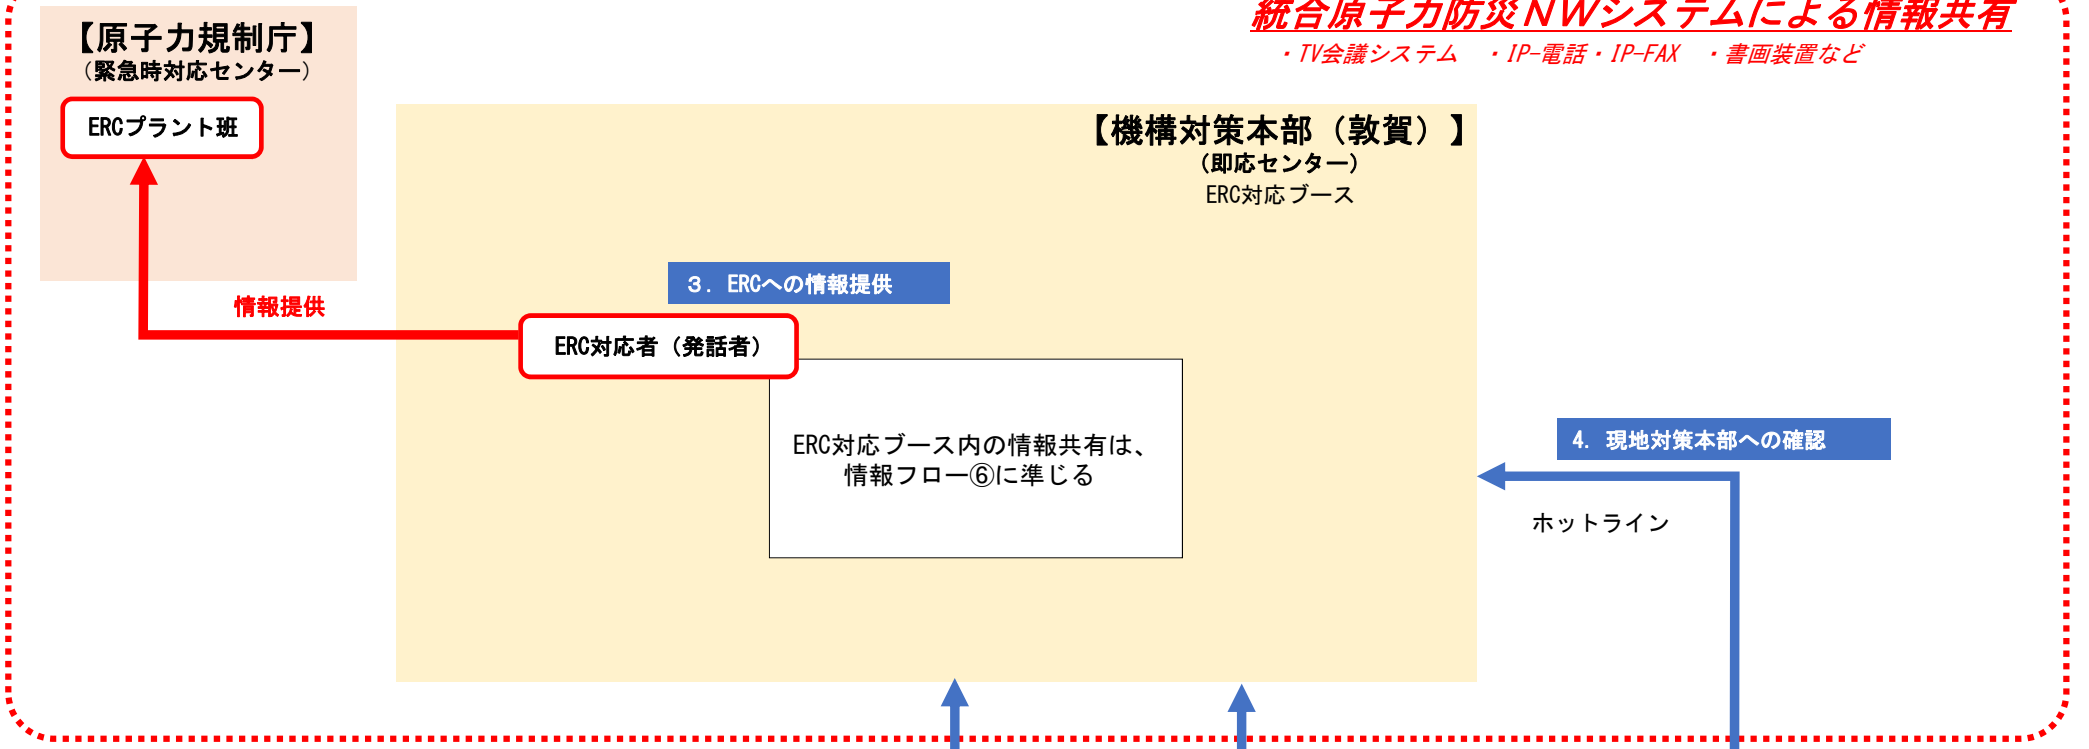 統合原子力防災NWシステムによる情報共有
・TV会議システム　・IP-電話・IP-FAX　・書画装置など
【原子力規制庁】
（緊急時対応センター）
ERCプラント班
【機構対策本部（敦賀）】
（即応センター）
ERC対応ブース
３．ERCへの情報提供
情報提供
ERC対応者（発話者）
ERC対応ブース内の情報共有は、
情報フロー⑥に準じる
4. 現地対策本部への確認
ホットライン